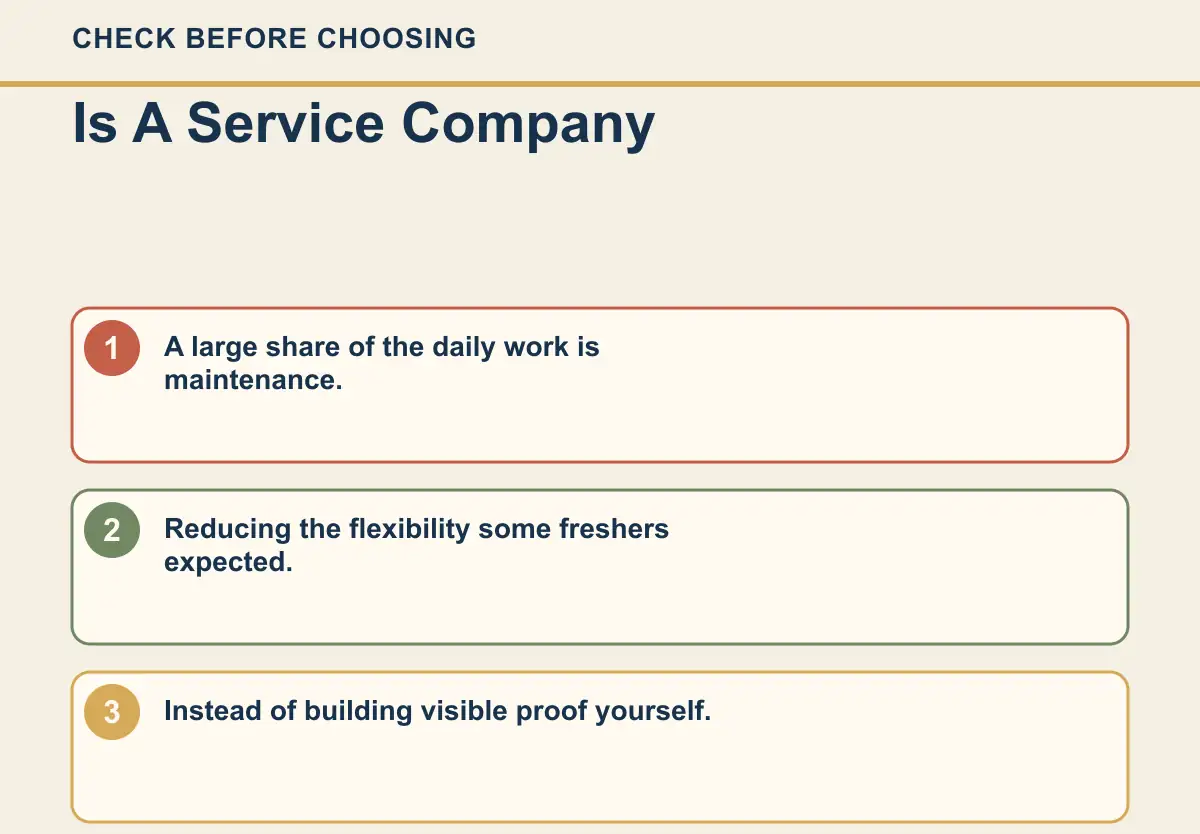 CHECK BEFORE CHOOSING
Is A Service Company
1
A large share of the daily work is
maintenance.
2
Reducing the flexibility some freshers
expected.
3
Instead of building visible proof yourself.